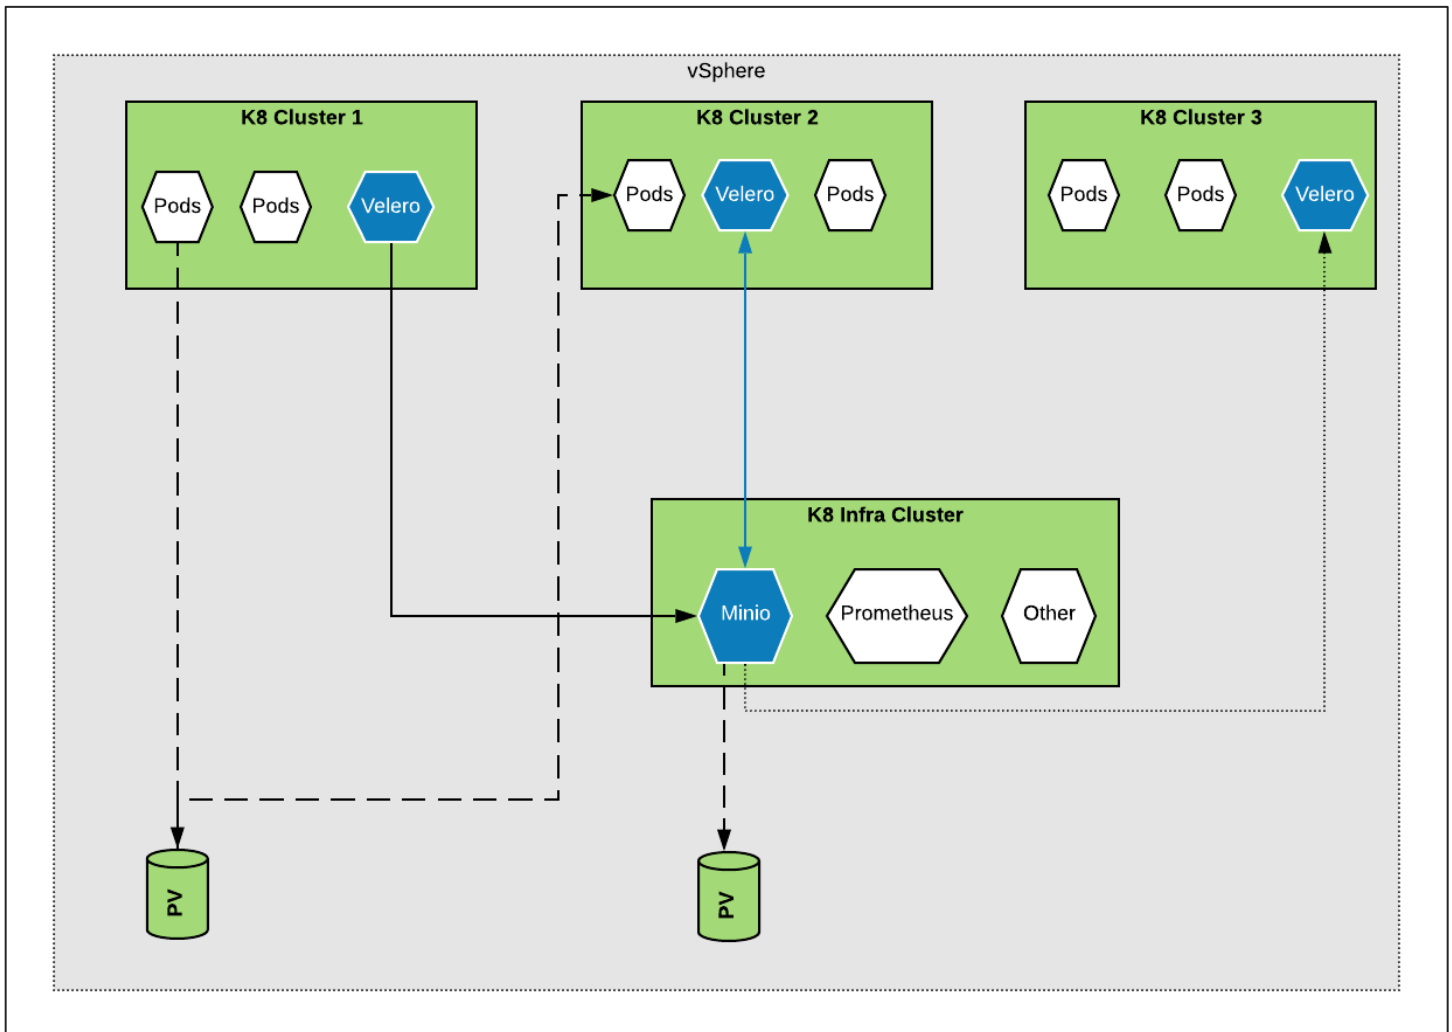 vSphere
K8 Cluster 1
K8 Cluster 2
K8 Cluster 3
Pods
Pods
Velero
Pods
Velero
Pods
Pods
Pods
Velero
K8 Infra Cluster
Minio
Prometheus
Other
PV
PV